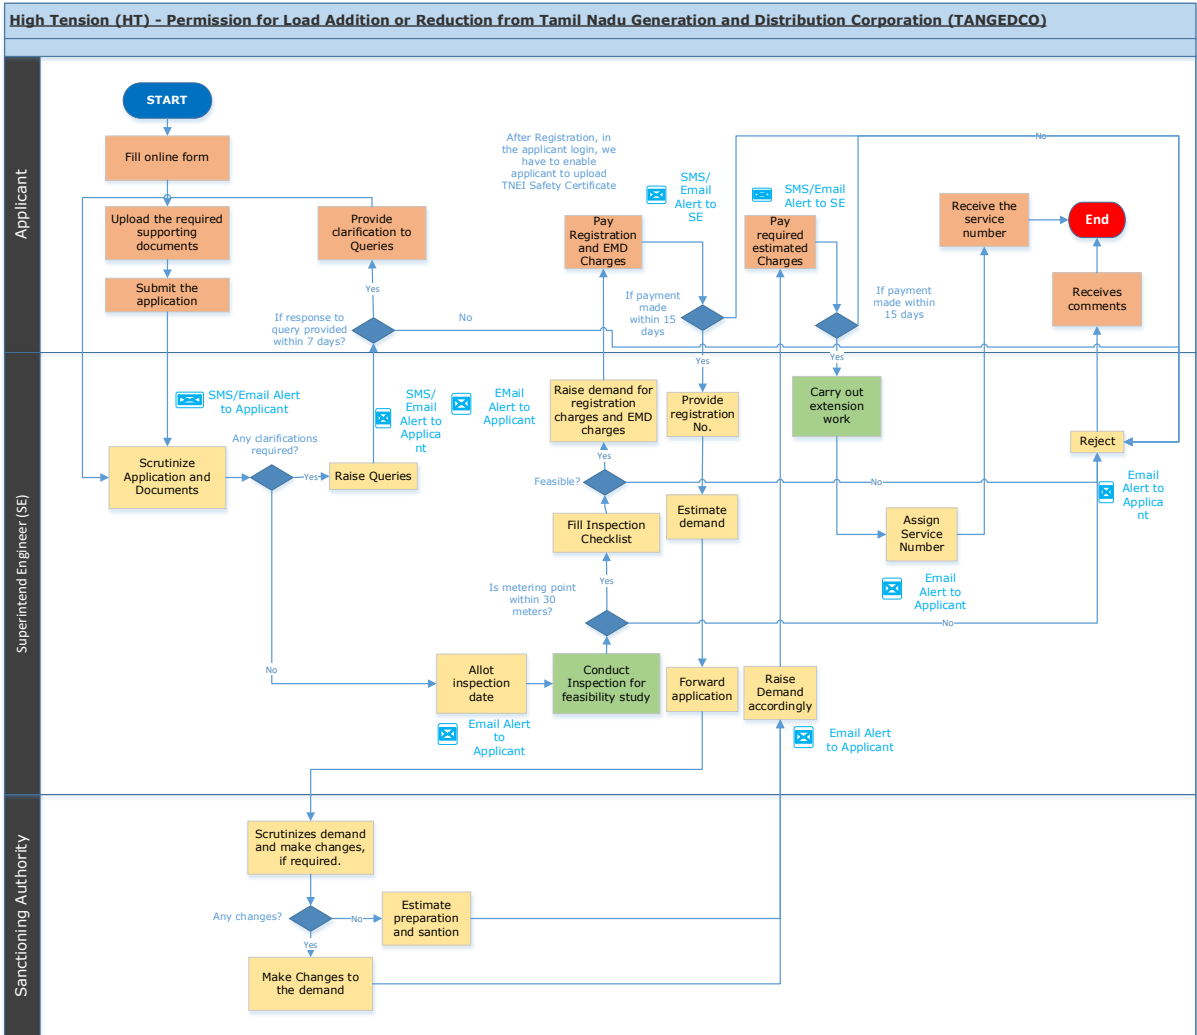 High Tension (HT) - Permission for Load Addition or Reduction from Tamil Nadu Generation and Distribution Corporation (TANGEDCO)
Applicant
START
Fill online form
Upload the required
supporting
documents
Submit the
application
Provide
clarification to
Queries
Yes
If response to
query provided
within 7 days?
No
After Registration, in
the applicant login, we
have to enable
applicant to upload
TNEI Safety Certificate
Pay
Registration
and EMD
Charges
SMS/
Email
Alert to
SE
If payment
made
within 15
days
Pay
required
estimated
Charges
SMS/Email
Alert to SE
If payment
made within
15 days
No
Receive the
service
number
End
Receives
comments
Superintend Engineer (SE)
SMS/Email Alert
to Applicant
Any clarifications
required?
Scrutinize
Application and
Documents
Yes
Raise Queries
SMS/
Email
Alert to
Applica
nt
EMail
Alert to
Applicant
Raise demand for
registration
charges and EMD
charges
Yes
Feasible?
No
Fill Inspection
Checklist
Yes
Is metering point
within 30
meters?
No
No
Allot
inspection
date
Email Alert
to
Applicant
Conduct
Inspection for
feasibility study
Yes
Provide
registration
No.
Estimate
demand
Forward
application
Raise
Demand
accordingly
Email Alert
to Applicant
Yes
Carry out
extension
work
Assign
Service
Number
Email
Alert to
Applicant
Reject
Email
Alert to
Applica
nt
Sanctioning Authority
Scrutinizes demand
and make changes,
if required.
Any changes?
No
Estimate
preparation
and santion
Yes
Make Changes to
the demand